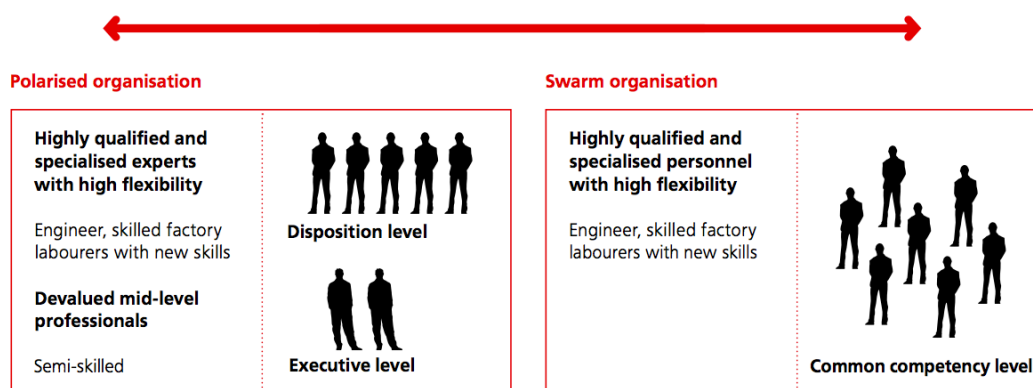 Polarised organisation
Highly qualified and
specialised experts
with high flexibility
Engineer, skilled factory
labourers with new skills
Devalued mid-level
professionals
Semi-skilled
Disposition level
Executive level
Swarm organisation
Highly qualified and
specialised personnel
with high flexibility
Engineer, skilled factory
labourers with new skills
Common competency level